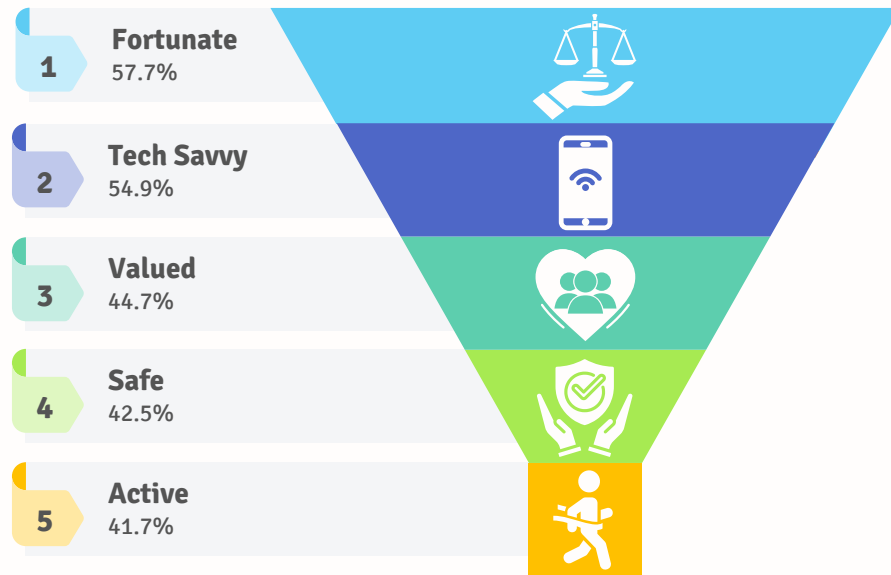 1
Fortunate
57.7%
2
Tech Savvy
54.9%
3
Valued
44.7%
4
Safe
42.5%
5
Active
41.7%